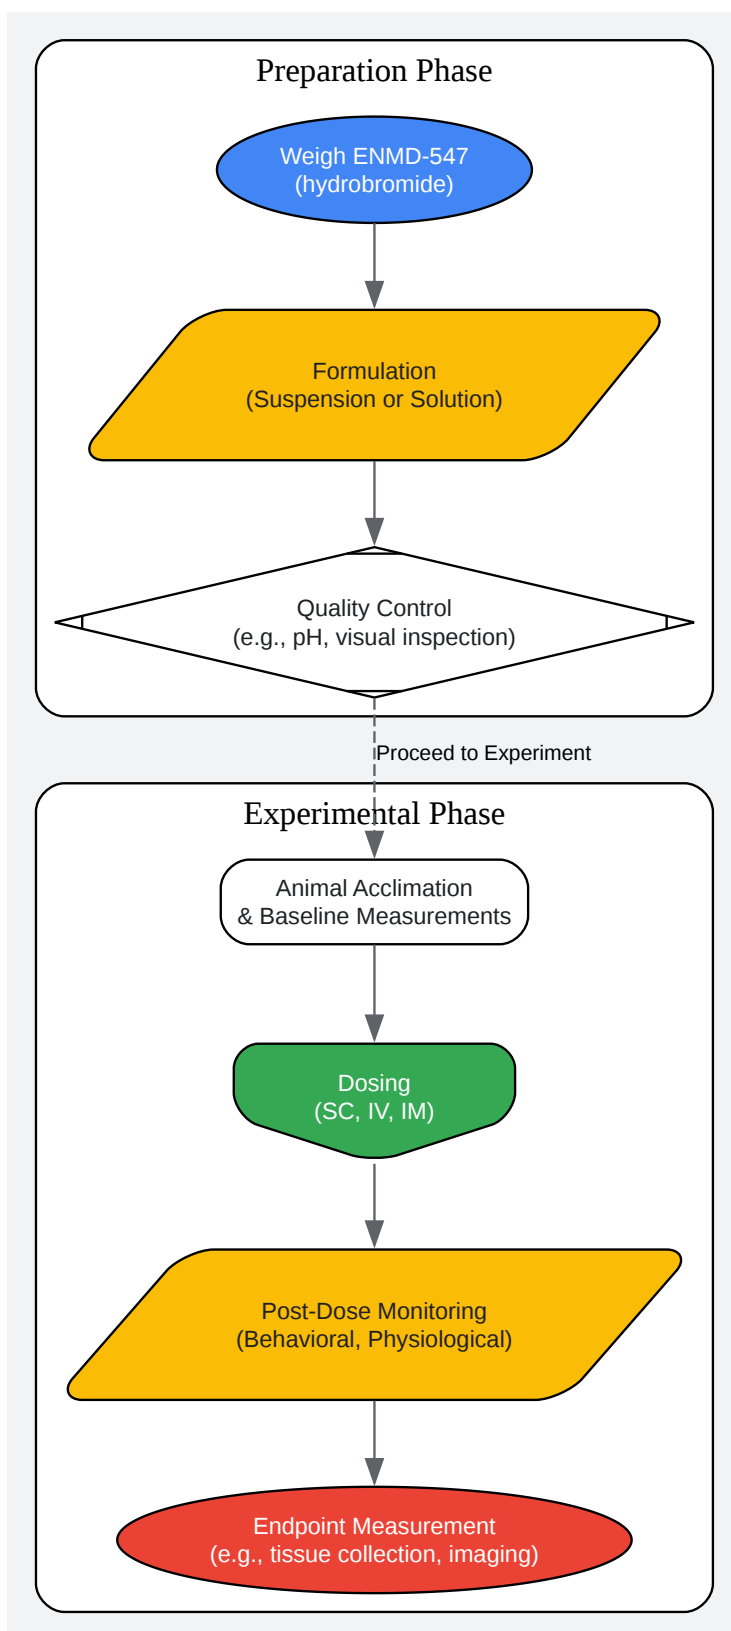 Preparation Phase
Weigh ENMD-547
(hydrobromide)
Formulation
(Suspension or Solution)
Quality Control
(e.g., pH, visual inspection)
Proceed to Experiment
Experimental Phase
Animal Acclimation
& Baseline Measurements
Dosing
(SC, IV, IM)
Post-Dose Monitoring
(Behavioral, Physiological)
Endpoint Measurement
(e.g., tissue collection, imaging)